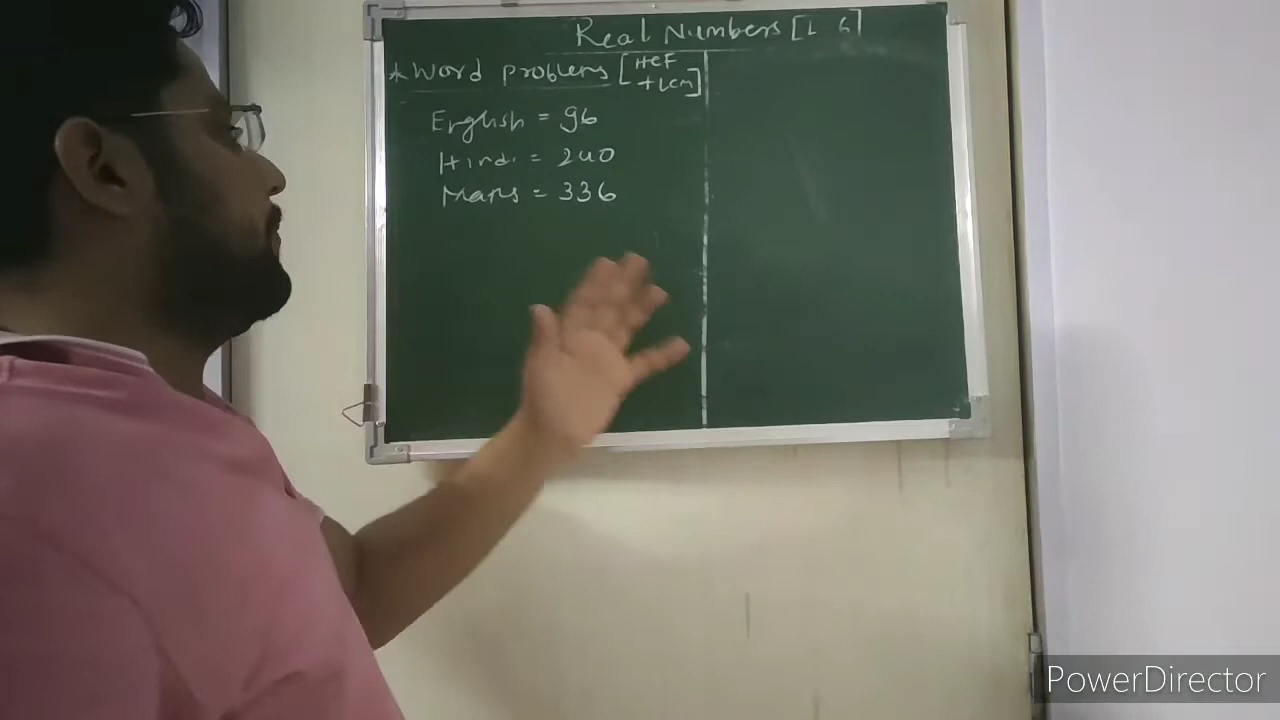 Real Numbers [L 6]
* Word problems [HCF
+ LCM]
English = 96
Hindi = 240
Maths = 336
PowerDirector